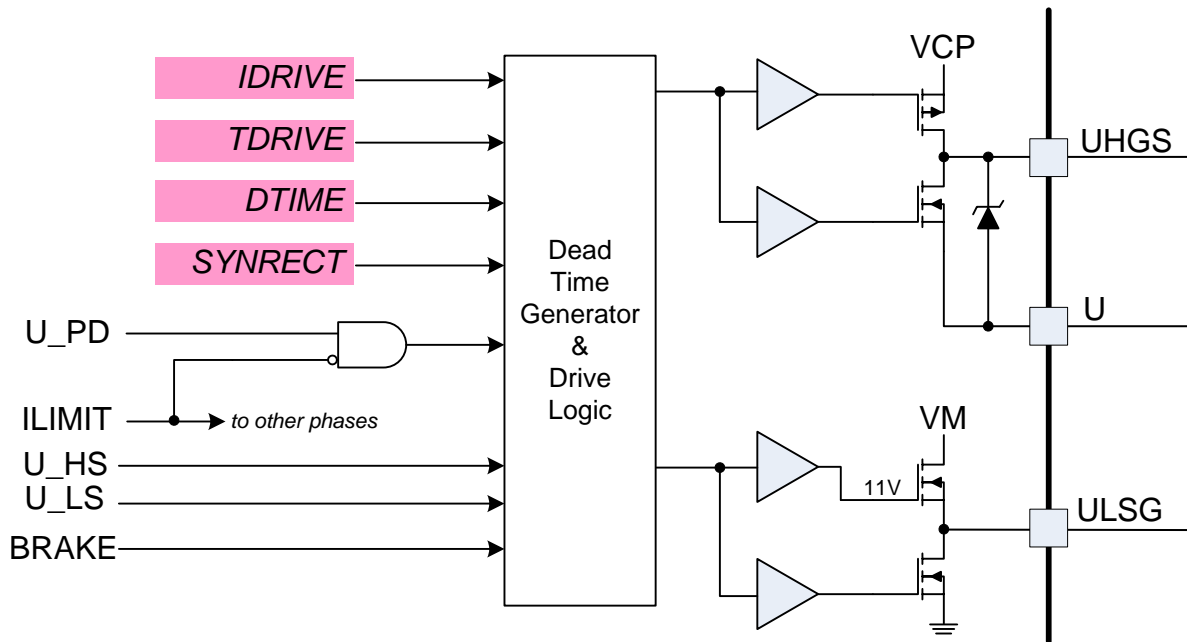 IDRIVE
TDRIVE
DTIME
SYNRECT
U_PD
ILIMIT
to other phases
U_HS
U_LS
BRAKE
Dead
Time
Generator
&
Drive
Logic
VCP
UHGS
U
VM
11V
ULSG